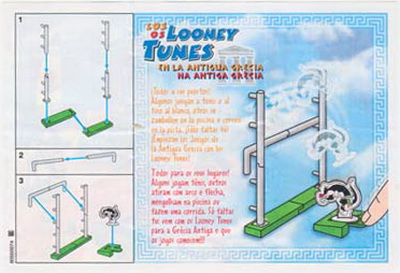 1
2
3
LOS
OS
LOONEY
TUNES
EN LA ANTIGUA GRECIA
NA ANTIGA GRÉCIA
¡Todos a sus puestos!
Algunos juegan a tenis o al
tiro al blanco, otros se
zambullen en la piscina o corren
en la pista. ¡Sólo faltas tú!
¡Empiezan los Juegos de
la Antigua Grecia con los
Looney Tunes!
Todos para os seus lugares!
Alguns jogam ténis, outros
atiram com arco e flecha,
mergulham na piscina ou
fazem uma corrida. Só faltas
tu: vem com os Looney Tunes
para a Grécia Antiga e que
os jogos comecem!!